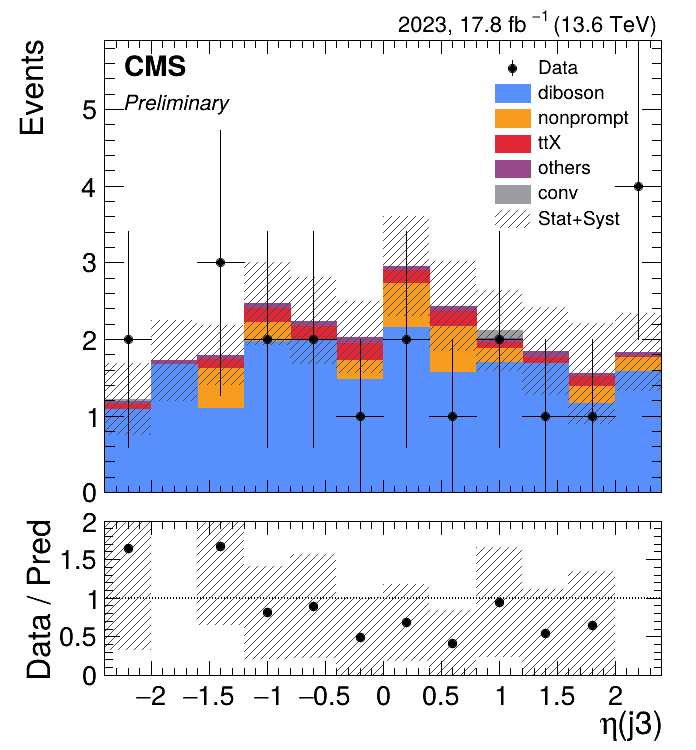 2023, 17.8 fb⁻¹ (13.6 TeV)
CMS
Preliminary
Events
Data
diboson
nonprompt
ttX
others
conv
Stat+Syst
5
4
3
2
1
0
Data / Pred
2
1.5
1
0.5
0
−2 −1.5 −1 −0.5 0 0.5 1 1.5 2
η(j3)